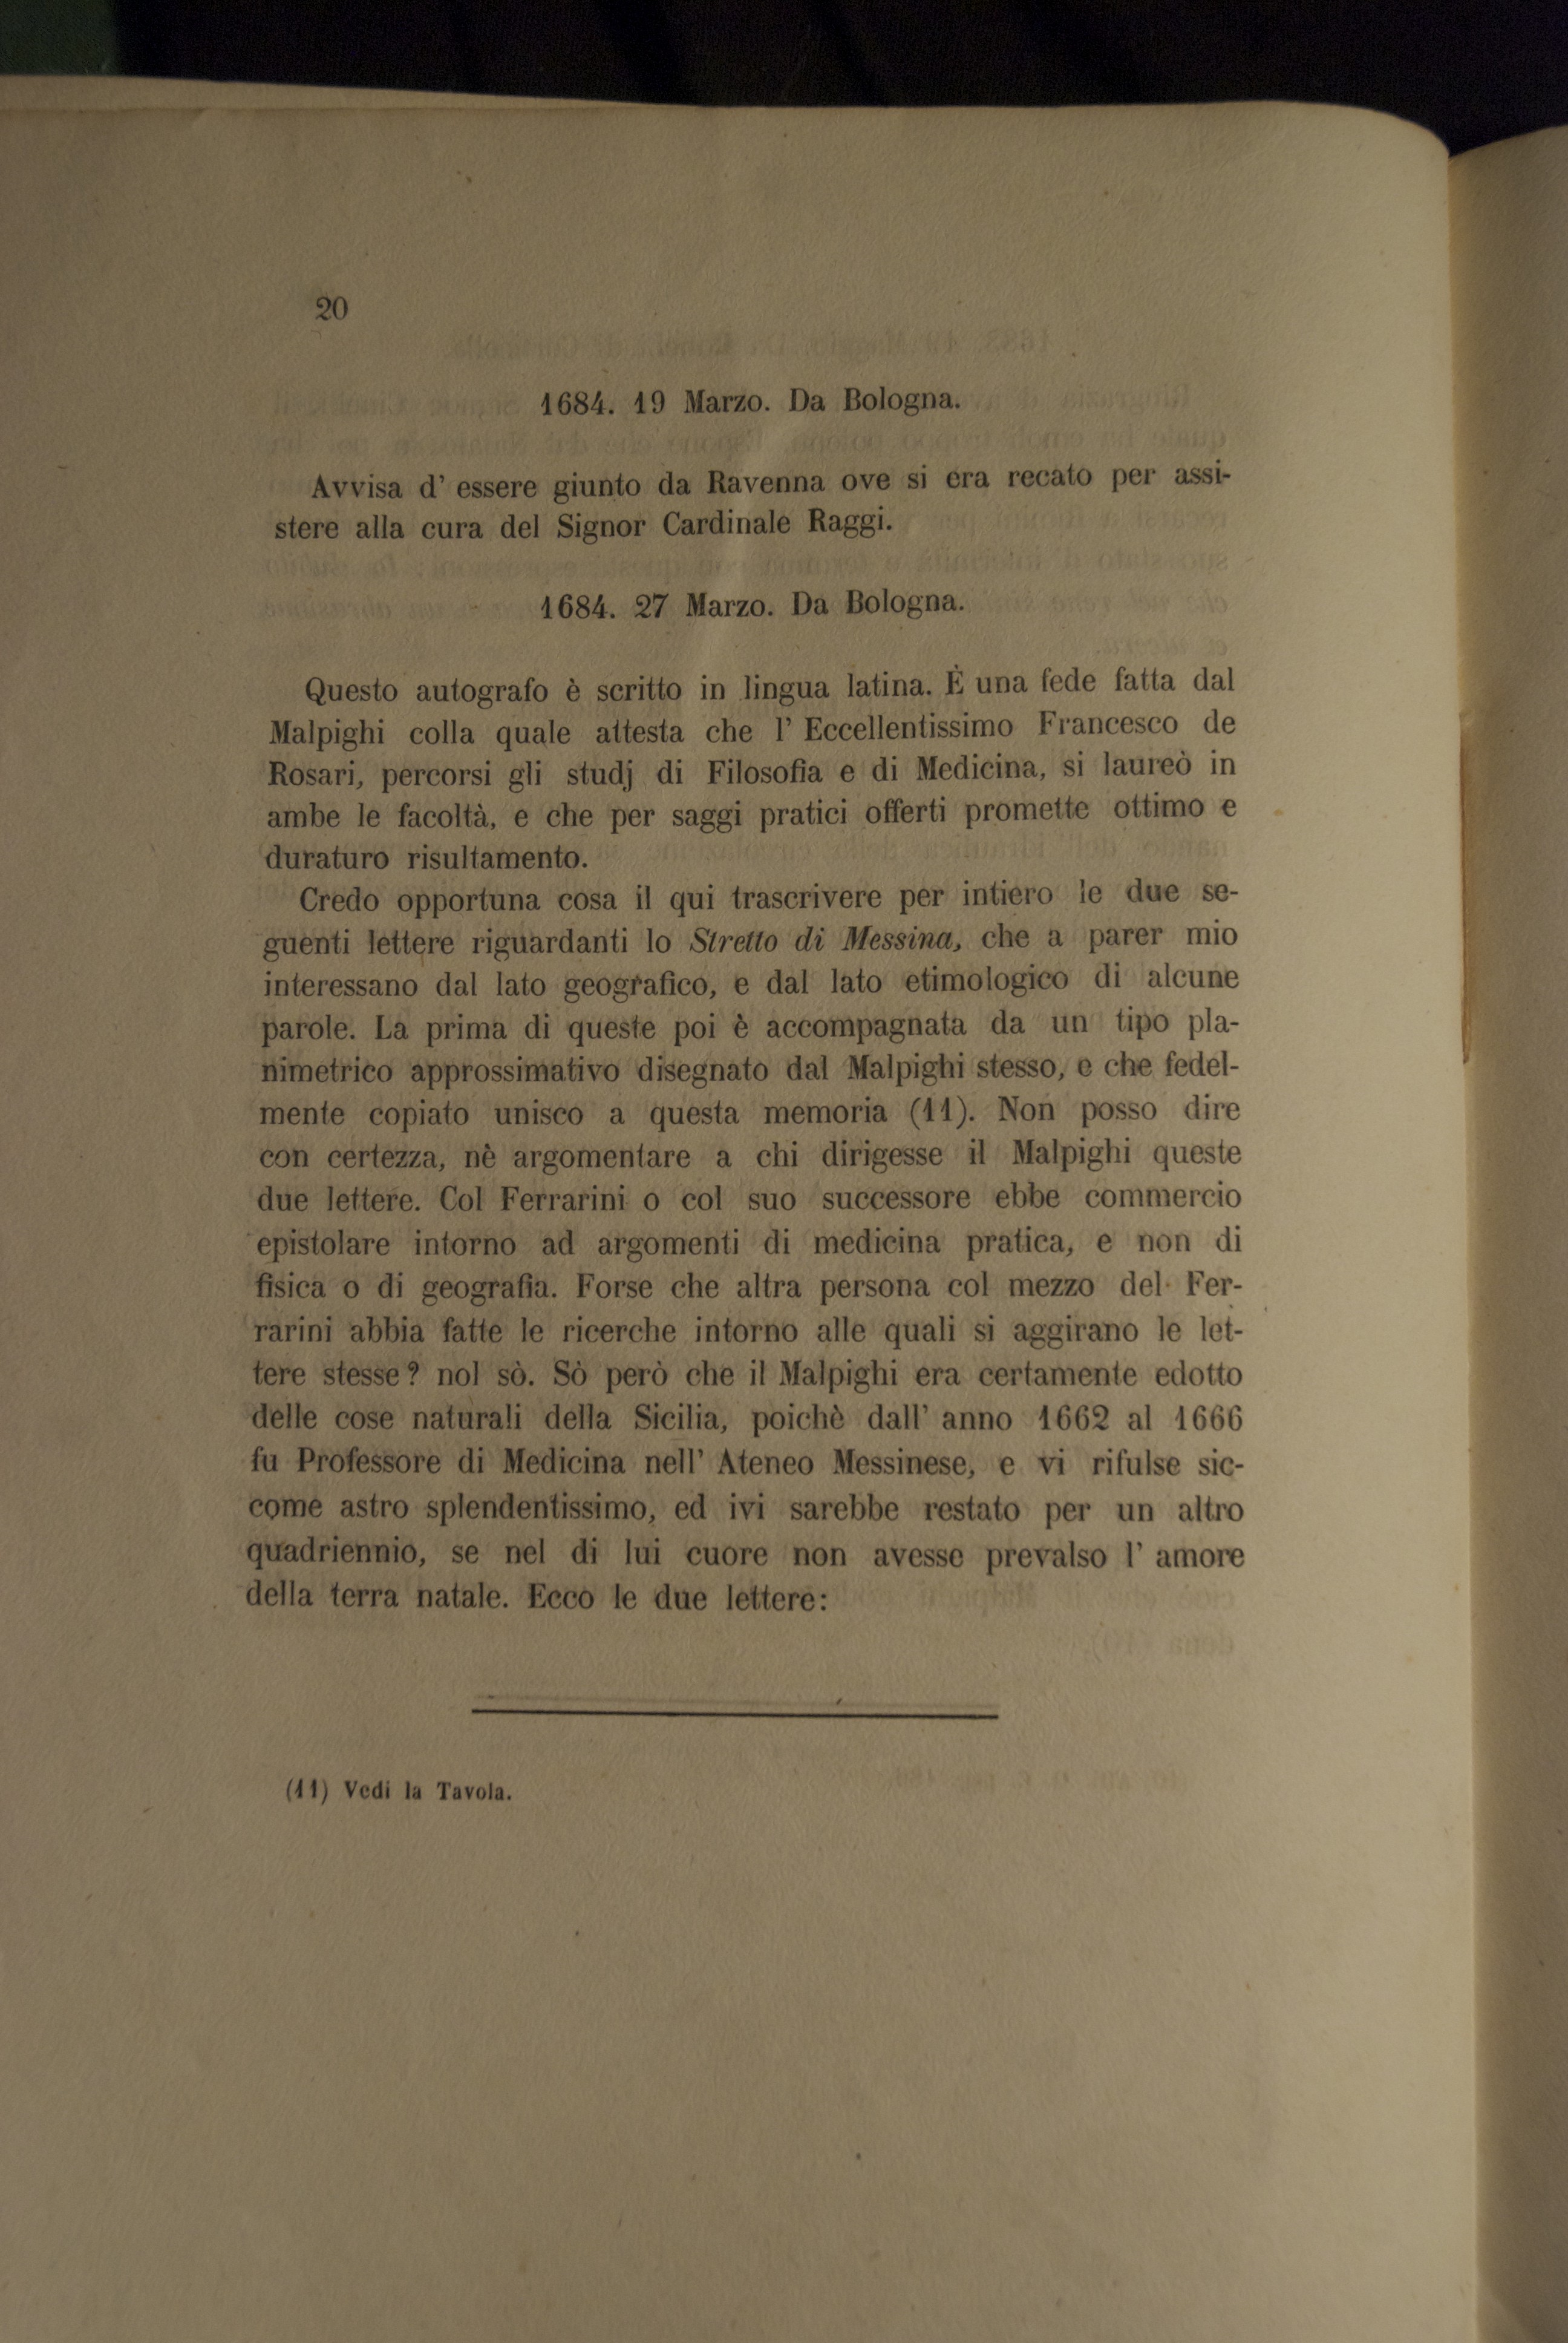 20
1684. 19 Marzo. Da Bologna.
Avvisa d' essere giunto da Ravenna ove si era recato per assi-
stere alla cura del Signor Cardinale Raggi.
1684. 27 Marzo. Da Bologna.
Questo autografo è scritto in lingua latina. È una fede fatta dal
Malpighi colla quale attesta che l' Eccellentissimo Francesco de
Rosari, percorsi gli studj di Filosofia e di Medicina, si laureò in
ambe le facoltà, e che per saggi pratici offerti promette ottimo e
duraturo risultamento.
Credo opportuna cosa il qui trascrivere per intiero le due se-
guenti lettere riguardanti lo Stretto di Messina, che a parer mio
interessano dal lato geografico, e dal lato etimologico di alcune
parole. La prima di queste poi è accompagnata da un tipo pla-
nimetrico approssimativo disegnato dal Malpighi stesso, e che fedel-
mente copiato unisco a questa memoria (11). Non posso dire
con certezza, nè argomentare a chi dirigesse il Malpighi queste
due lettere. Col Ferrarini o col suo successore ebbe commercio
epistolare intorno ad argomenti di medicina pratica, e non di
fisica o di geografia. Forse che altra persona col mezzo del Fer-
rarini abbia fatte le ricerche intorno alle quali si aggirano le let-
tere stesse? nol sò. Sò però che il Malpighi era certamente edotto
delle cose naturali della Sicilia, poichè dall' anno 1662 al 1666
fu Professore di Medicina nell' Ateneo Messinese, e vi rifulse sic-
come astro splendentissimo, ed ivi sarebbe restato per un altro
quadriennio, se nel di lui cuore non avesse prevalso l' amore
della terra natale. Ecco le due lettere:
(11) Vedi la Tavola.